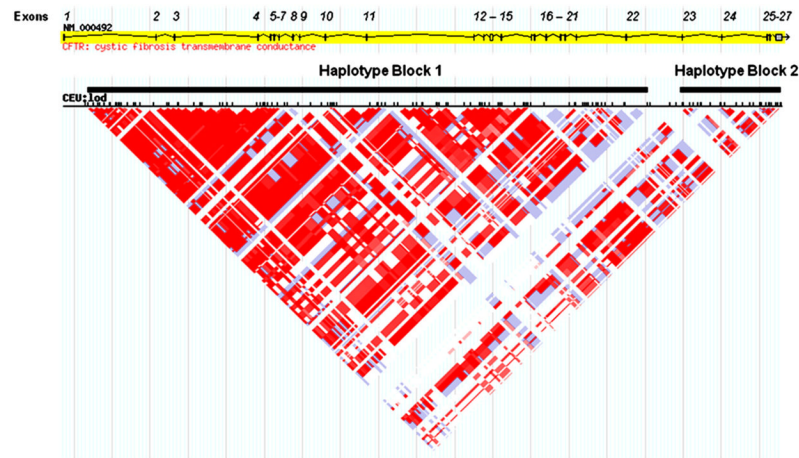 Exons 1 2 3 4 5-7 8 9 10 11 12 – 15 16 – 21 22 23 24 25-27
NM_000492
CFTR: cystic fibrosis transmembrane conductance
Haplotype Block 1 Haplotype Block 2
CEU:lod